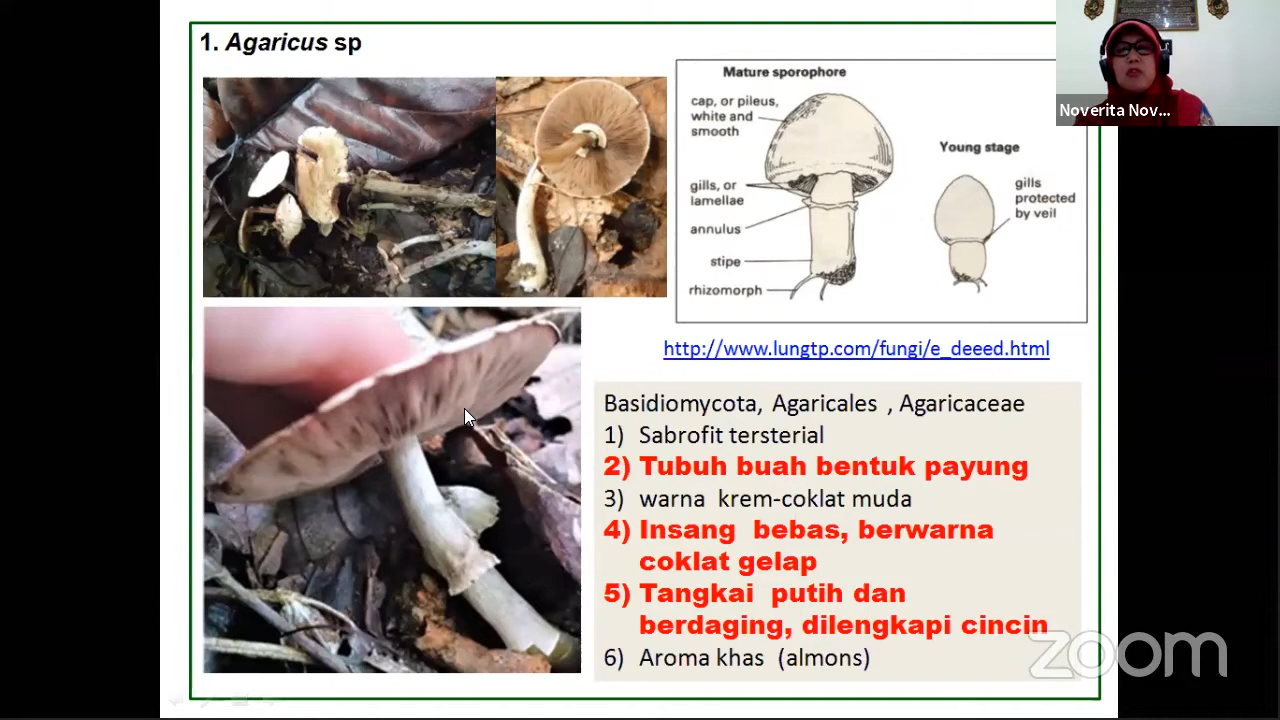 1. Agaricus sp
Mature sporophore
cap, or pileus,
white and
smooth
gills, or
lamellae
annulus
stipe
rhizomorph
Young stage
gills
protected
by veil
Noverita Nov...
http://www.lungtp.com/fungi/e_deeed.html
Basidiomycota, Agaricales , Agaricaceae
1) Sabrofit tersterial
2) Tubuh buah bentuk payung
3) warna krem-coklat muda
4) Insang bebas, berwarna
coklat gelap
5) Tangkai putih dan
berdaging, dilengkapi cincin
6) Aroma khas (almons)
zoom